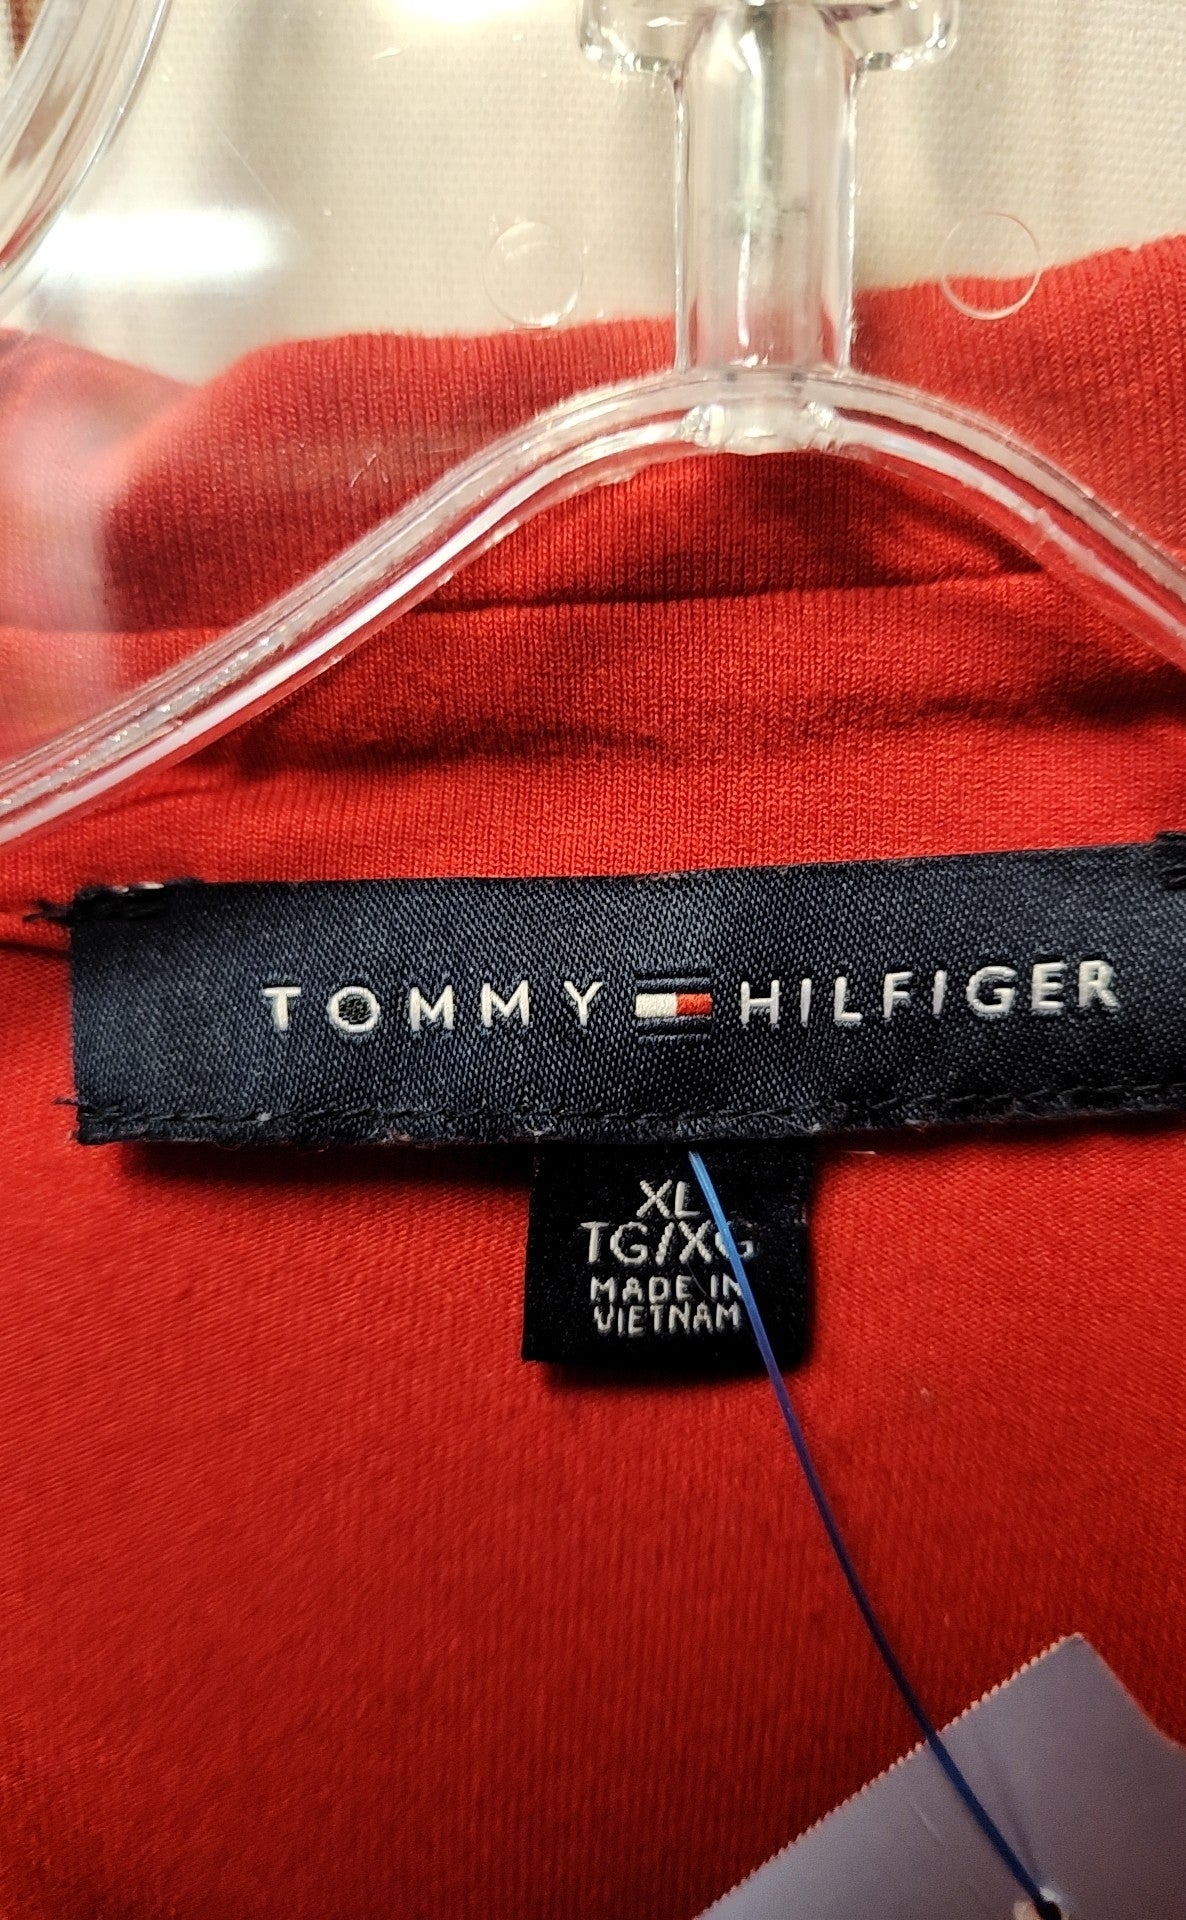 TOMMY HILFIGER
XL
TG/XG
MADE IN
VIETNAM